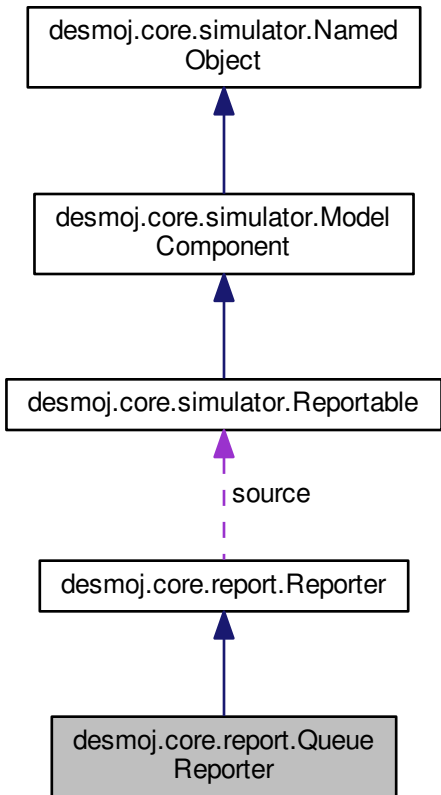 desmoj.core.simulator.Named
Object
desmoj.core.simulator.Model
Component
desmoj.core.simulator.Reportable
source
desmoj.core.report.Reporter
desmoj.core.report.Queue
Reporter